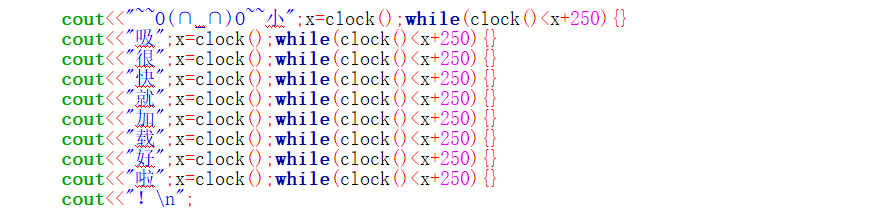 cout<<"~~O(∩_∩)O~~小";x=clock();while(clock()<x+250){}
cout<<"吸";x=clock();while(clock()<x+250){}
cout<<"很";x=clock();while(clock()<x+250){}
cout<<"快";x=clock();while(clock()<x+250){}
cout<<"就";x=clock();while(clock()<x+250){}
cout<<"加";x=clock();while(clock()<x+250){}
cout<<"载";x=clock();while(clock()<x+250){}
cout<<"好";x=clock();while(clock()<x+250){}
cout<<"啦";x=clock();while(clock()<x+250){}
cout<<"！\n";